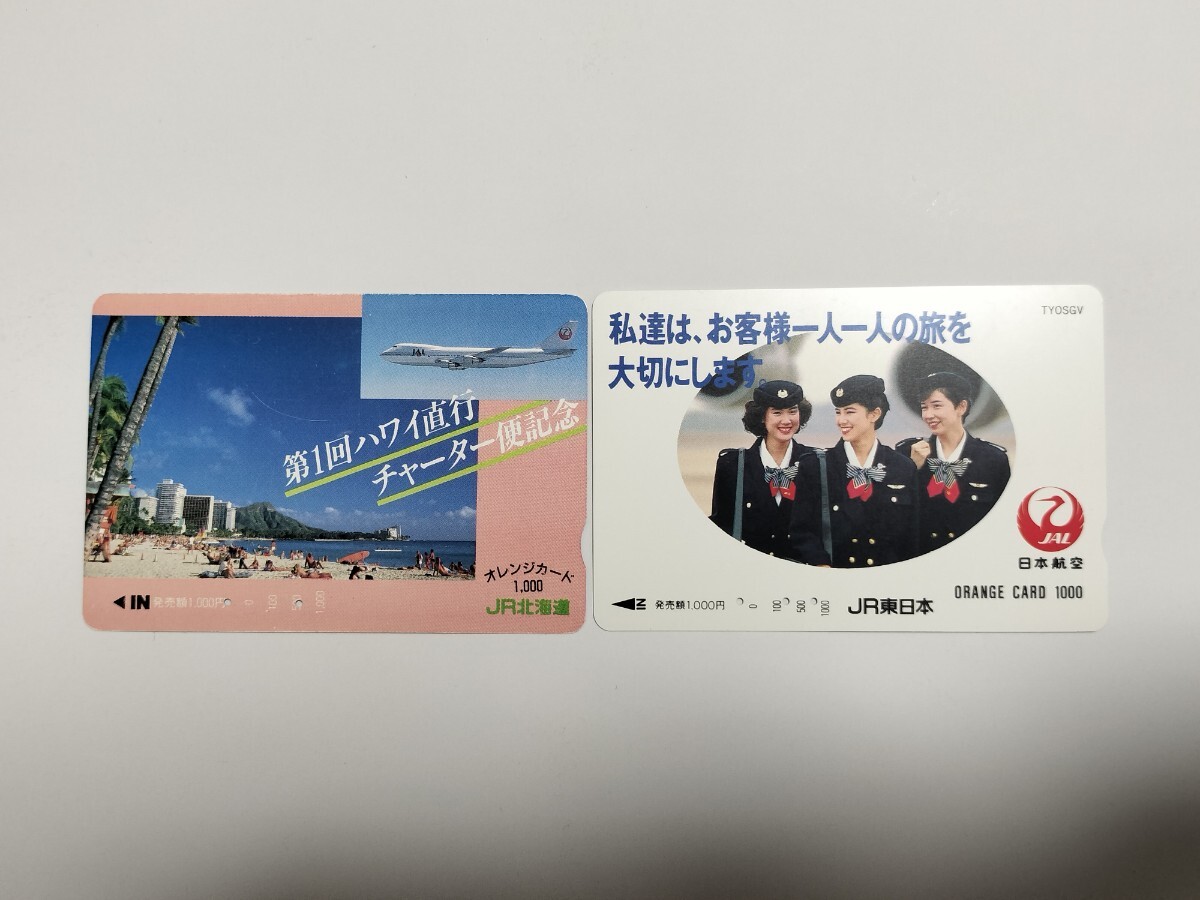 JAL
第1回ハワイ直行
チャーター便記念
オレンジカード
1,000
◀IN 発売額1,000円 0 100 500 1,000
JR北海道
TYOSGV
私達は、お客様一人一人の旅を
大切にします。
JAL
日本航空
ORANGE CARD 1000
◀IN 発売額1,000円 0 100 500 1000 JR東日本